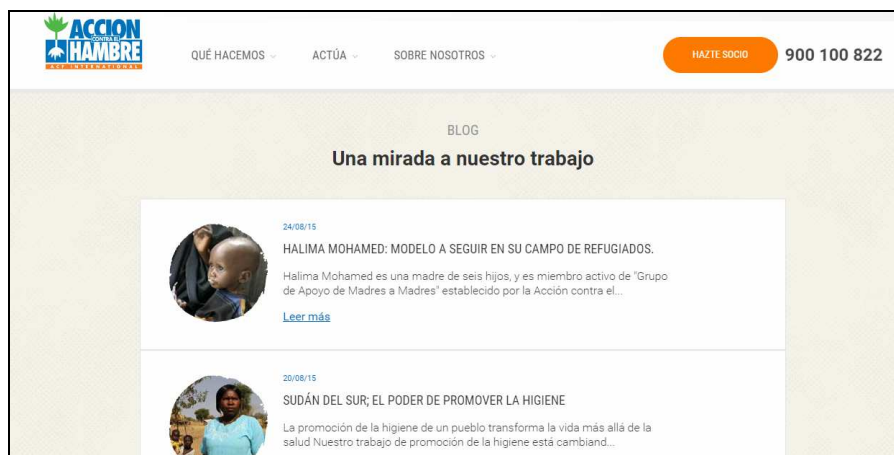 ACCION
CONTRA EL
HAMBRE
ACF INTERNATIONAL
QUÉ HACEMOS
ACTÚA
SOBRE NOSOTROS
HAZTE SOCIO
900 100 822
BLOG
Una mirada a nuestro trabajo
24/08/15
HALIMA MOHAMED: MODELO A SEGUIR EN SU CAMPO DE REFUGIADOS.
Halima Mohamed es una madre de seis hijos, y es miembro activo de "Grupo
de Apoyo de Madres a Madres" establecido por la Acción contra el...
Leer más
20/08/15
SUDÁN DEL SUR; EL PODER DE PROMOVER LA HIGIENE
La promoción de la higiene de un pueblo transforma la vida más allá de la
salud Nuestro trabajo de promoción de la higiene está cambiand...